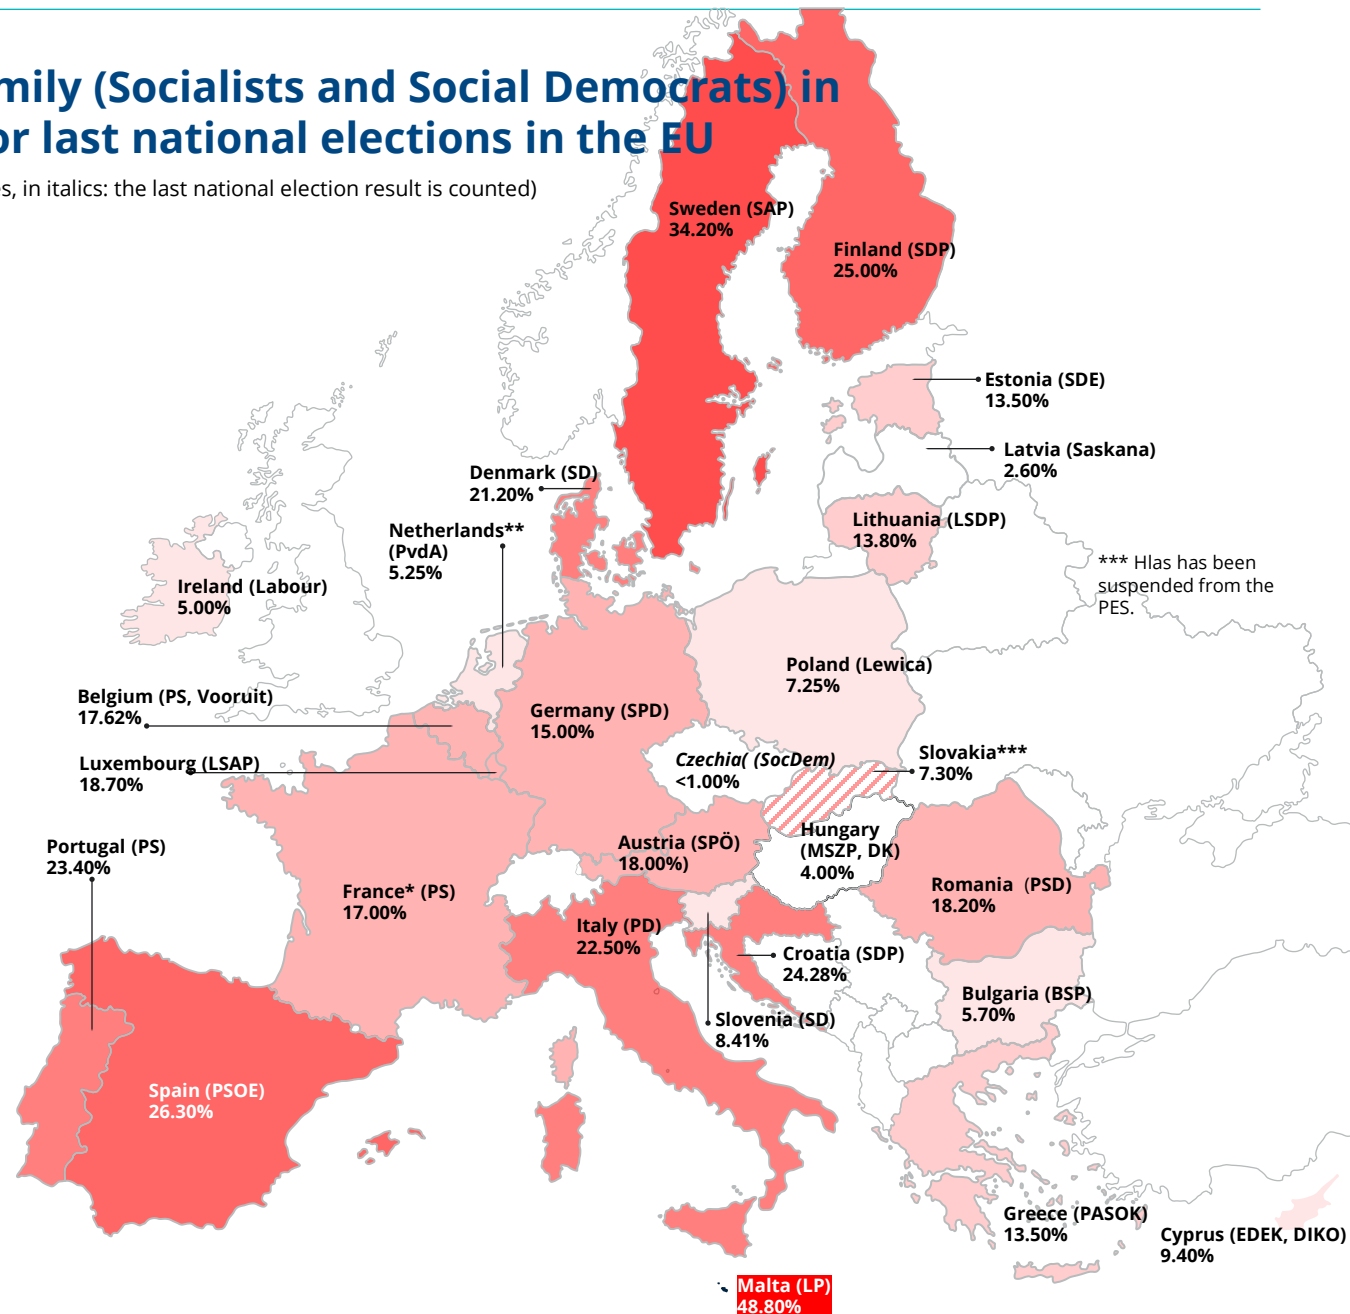 mily (Socialists and Social Democrats) in
or last national elections in the EU
es, in italics: the last national election result is counted)
Sweden (SAP)
34.20%
Finland (SDP)
25.00%
Estonia (SDE)
13.50%
Latvia (Saskana)
2.60%
Denmark (SD)
21.20%
Lithuania (LSDP)
13.80%
Netherlands**
(PvdA)
5.25%
*** Hlas has been
suspended from the
PES.
Ireland (Labour)
5.00%
Poland (Lewica)
7.25%
Belgium (PS, Vooruit)
17.62%
Germany (SPD)
15.00%
Luxembourg (LSAP)
18.70%
Czechia( (SocDem)
<1.00%
Slovakia***
7.30%
Portugal (PS)
23.40%
Austria (SPÖ)
18.00%)
Hungary
(MSZP, DK)
4.00%
France* (PS)
17.00%
Romania (PSD)
18.20%
Italy (PD)
22.50%
Croatia (SDP)
24.28%
Bulgaria (BSP)
5.70%
Slovenia (SD)
8.41%
Spain (PSOE)
26.30%
Greece (PASOK)
13.50%
Cyprus (EDEK, DIKO)
9.40%
Malta (LP)
48.80%